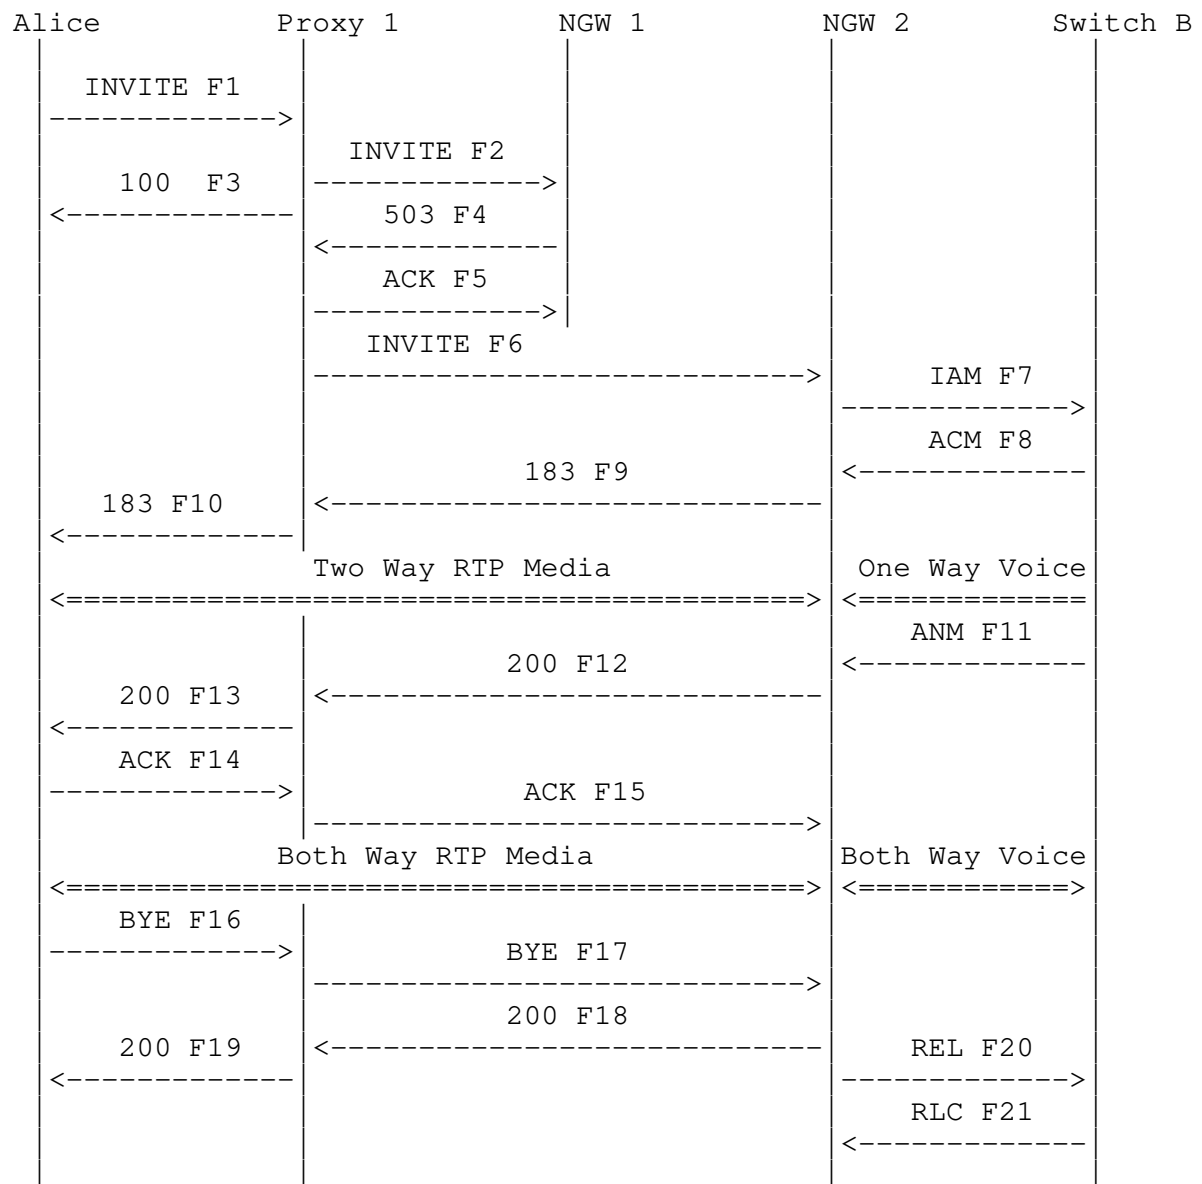 Alice Proxy 1 NGW 1 NGW 2 Switch B
INVITE F1
INVITE F2
100 F3
503 F4
ACK F5
INVITE F6
IAM F7
ACM F8
183 F9
183 F10
Two Way RTP Media One Way Voice
ANM F11
200 F12
200 F13
ACK F14
ACK F15
Both Way RTP Media Both Way Voice
BYE F16
BYE F17
200 F18
200 F19 REL F20
RLC F21